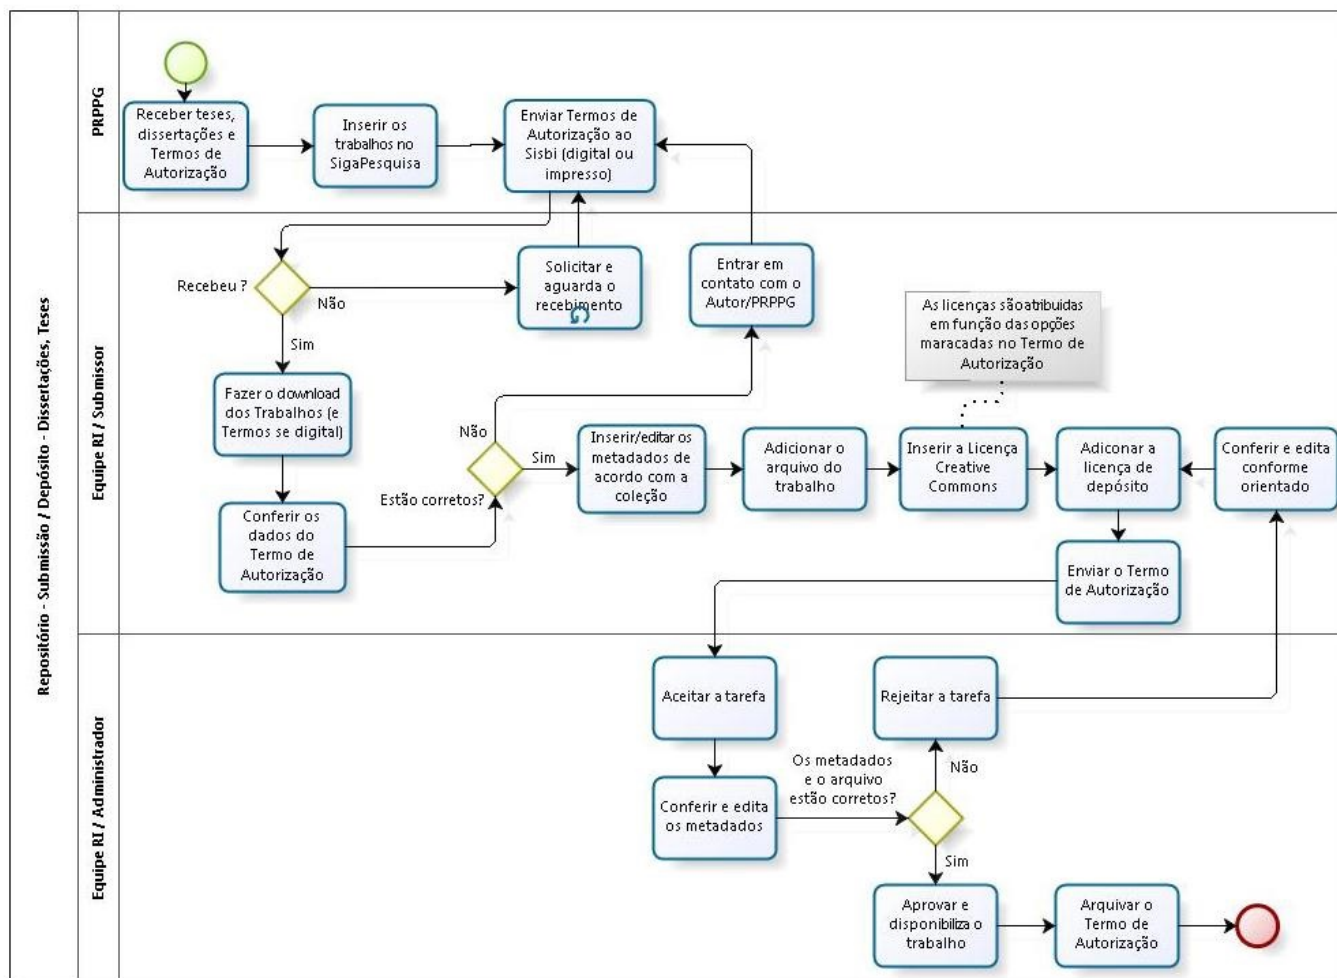 Repositório - Submissão / Depósito - Dissertações, Teses
PRPPG
Receber teses,
dissertações e
Termos de
Autorização
Inserir os
trabalhos no
SigaPesquisa
Enviar Termos de
Autorização ao
Sisbi (digital ou
impresso)
Equipe RI / Submissor
Recebeu ?
Não
Sim
Solicitar e
aguarda o
recebimento
Entrar em
contato com o
Autor/PRPPG
As licenças são atribuidas
em função das opções
maracadas no Termo de
Autorização
Fazer o download
dos Trabalhos (e
Termos se digital)
Conferir os
dados do
Termo de
Autorização
Estão corretos?
Não
Sim
Inserir/editar os
metadados de
acordo com a
coleção
Adicionar o
arquivo do
trabalho
Inserir a Licença
Creative
Commons
Adiconar a
licença de
depósito
Conferir e edita
conforme
orientado
Enviar o Termo
de Autorização
Equipe RI / Administrador
Aceitar a tarefa
Rejeitar a tarefa
Conferir e edita
os metadados
Os metadados
e o arquivo
estão corretos?
Não
Sim
Aprovar e
disponibiliza o
trabalho
Arquivar o
Termo de
Autorização